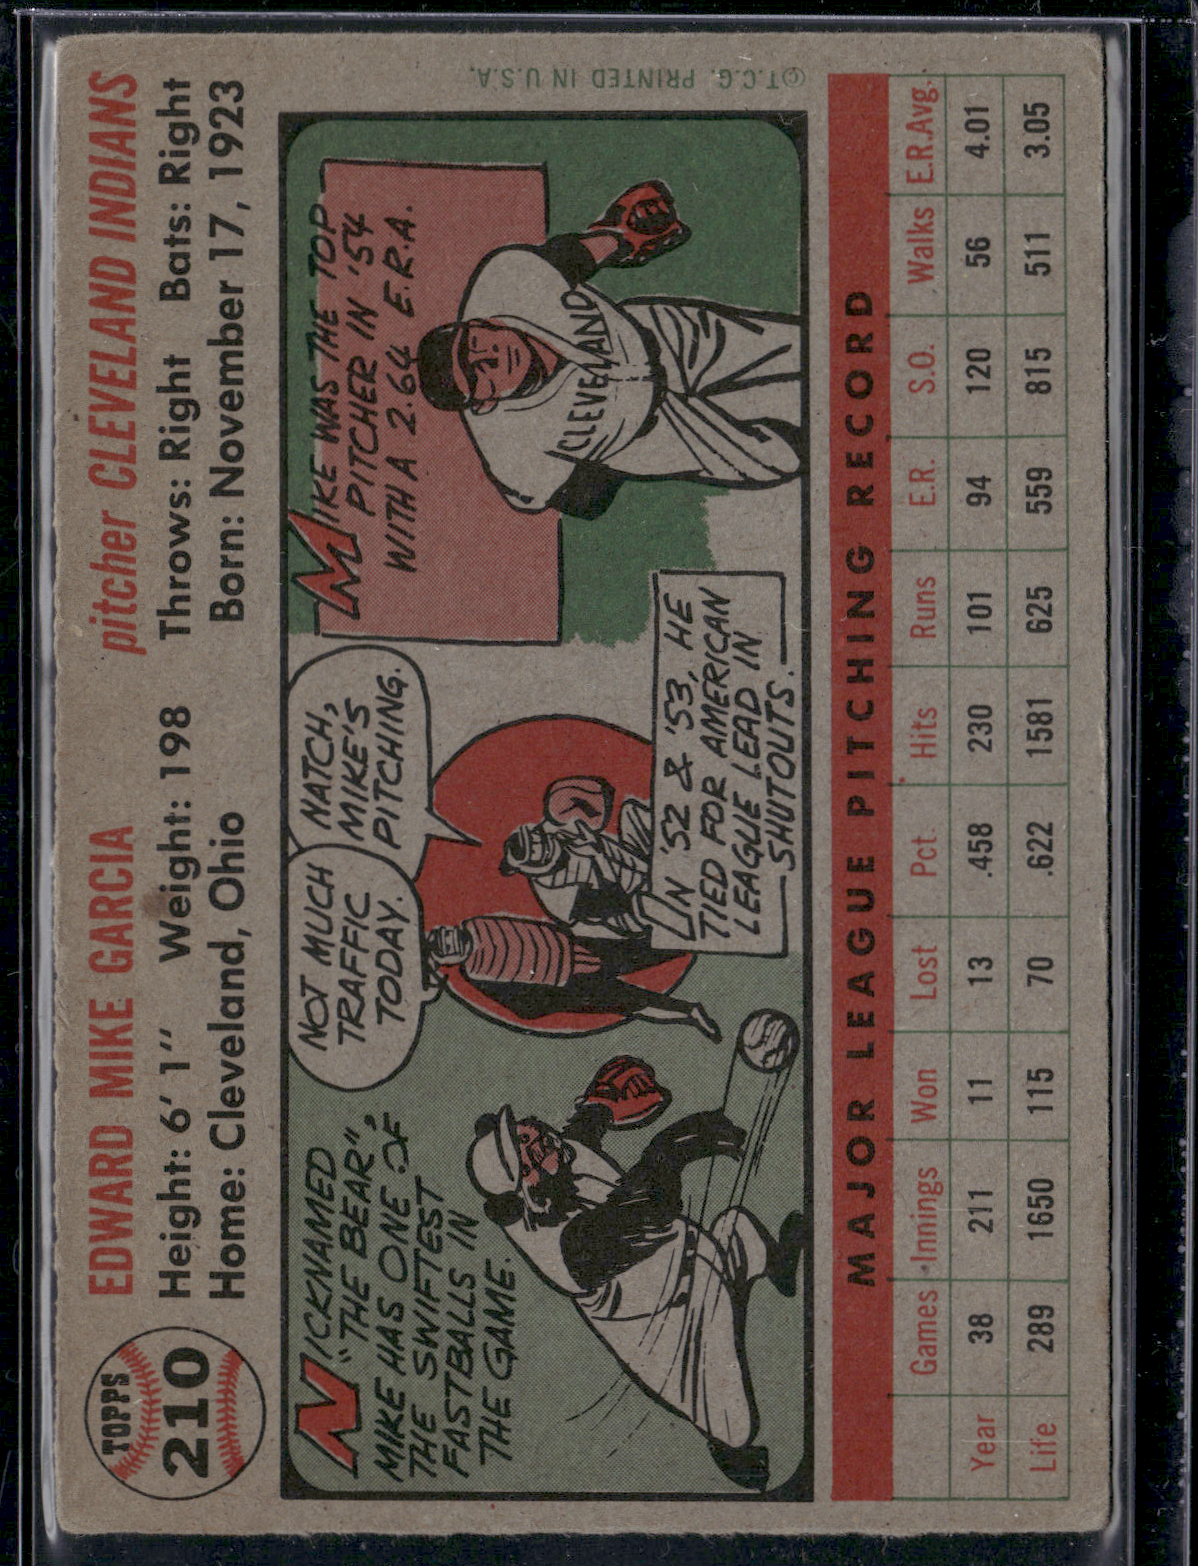 TOPPS
210
EDWARD MIKE GARCIA pitcher CLEVELAND INDIANS
Height: 6' 1" Weight: 198 Throws: Right Bats: Right
Home: Cleveland, Ohio Born: November 17, 1923
NICKNAMED
"THE BEAR",
MIKE HAS ONE OF
THE SWIFTEST
FASTBALLS IN
THE GAME.
NOT MUCH
TRAFFIC
TODAY.
NATCH,
MIKE'S
PITCHING.
IN '52 & '53, HE
TIED FOR AMERICAN
LEAGUE LEAD IN
SHUTOUTS.
MIKE WAS THE TOP
PITCHER IN '54
WITH A 2.64 E.R.A.
CLEVELAND
MAJOR LEAGUE PITCHING RECORD
Games Innings Won Lost Pct Hits Runs E.R. S.O. Walks E.R.Avg.
Year 38 211 11 13 .458 230 101 94 120 56 4.01
Life 289 1650 115 70 .622 1581 625 559 815 511 3.05
© T.C.G. PRINTED IN U.S.A.